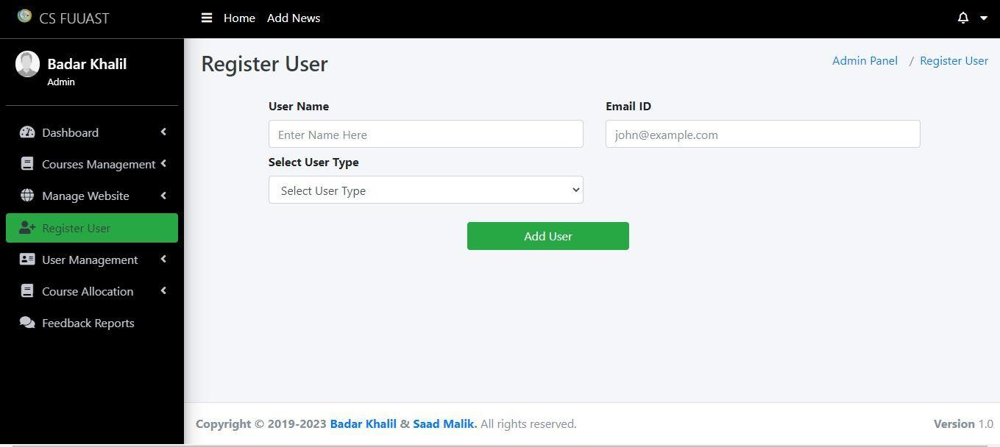 CS FUUAST
Home Add News
Badar Khalil
Admin
Dashboard
Courses Management
Manage Website
Register User
User Management
Course Allocation
Feedback Reports
Register User
Admin Panel / Register User
User Name
Enter Name Here
Email ID
john@example.com
Select User Type
Select User Type
Add User
Copyright © 2019-2023 Badar Khalil & Saad Malik. All rights reserved.
Version 1.0